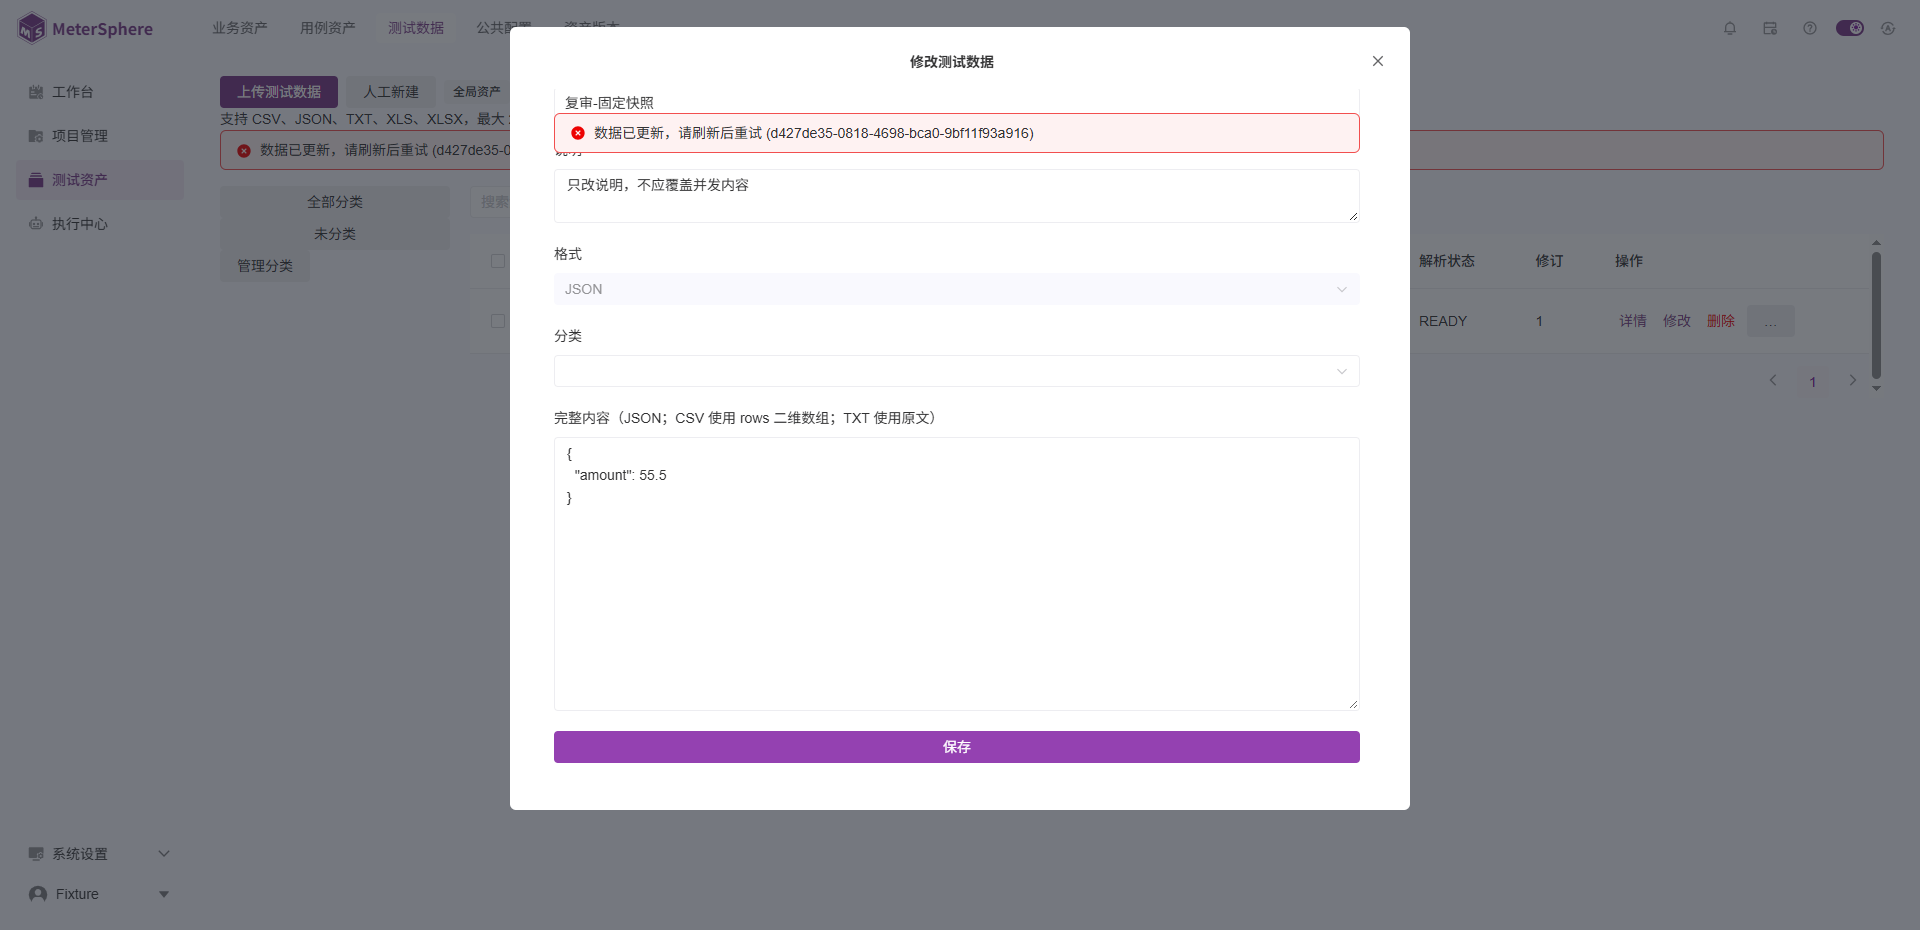 MeterSphere
业务资产
用例资产
测试数据
公共配置
资产版本
工作台
项目管理
测试资产
执行中心
上传测试数据
人工新建
全局资产
支持 CSV、JSON、TXT、XLS、XLSX，最大
数据已更新，请刷新后重试 (d427de35-0
全部分类
未分类
管理分类
搜索
解析状态
修订
操作
READY
1
详情
修改
删除
...
1
修改测试数据
复审-固定快照
数据已更新，请刷新后重试 (d427de35-0818-4698-bca0-9bf11f93a916)
说明
只改说明，不应覆盖并发内容
格式
JSON
分类
完整内容（JSON；CSV 使用 rows 二维数组；TXT 使用原文）
{
"amount": 55.5
}
保存
系统设置
Fixture